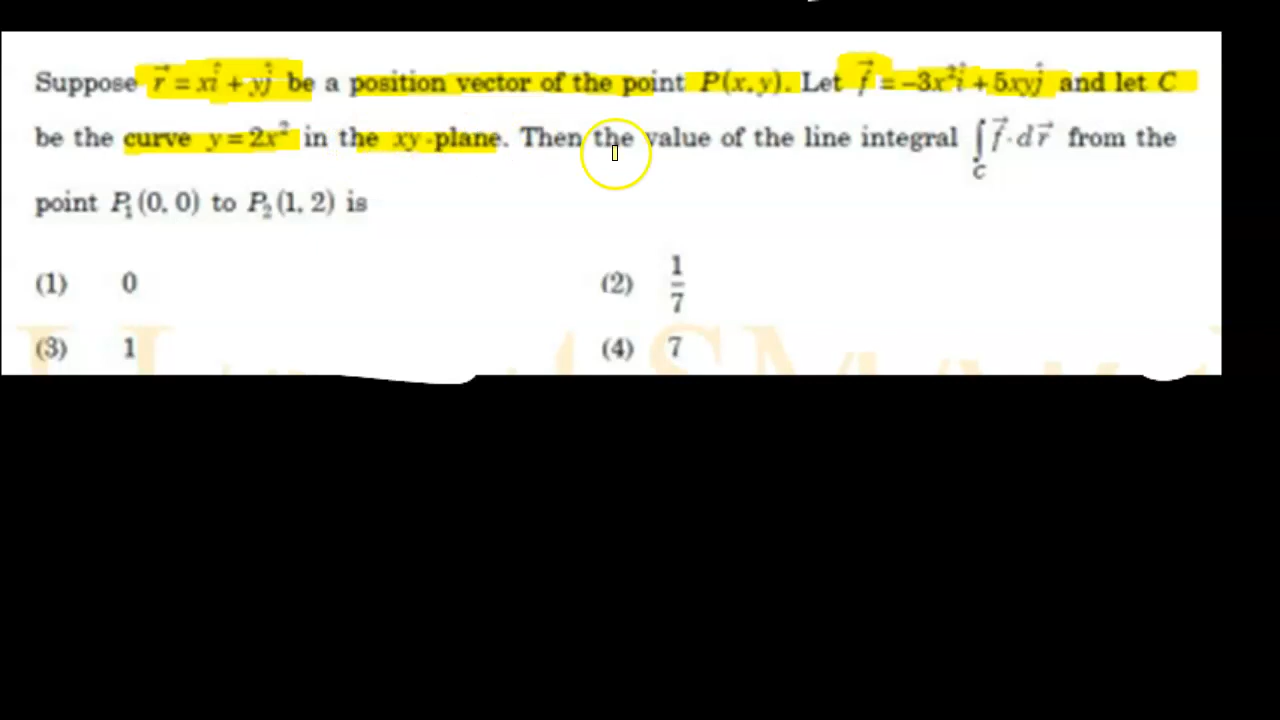 Suppose r⃗ = xî + yĵ be a position vector of the point P(x, y). Let f⃗ = −3x²î + 5xyĵ and let C
be the curve y = 2x² in the xy-plane. Then the value of the line integral ∫_C f⃗·dr⃗ from the
point P₁(0, 0) to P₂(1, 2) is
(1) 0 (2) 1/7
(3) 1 (4) 7